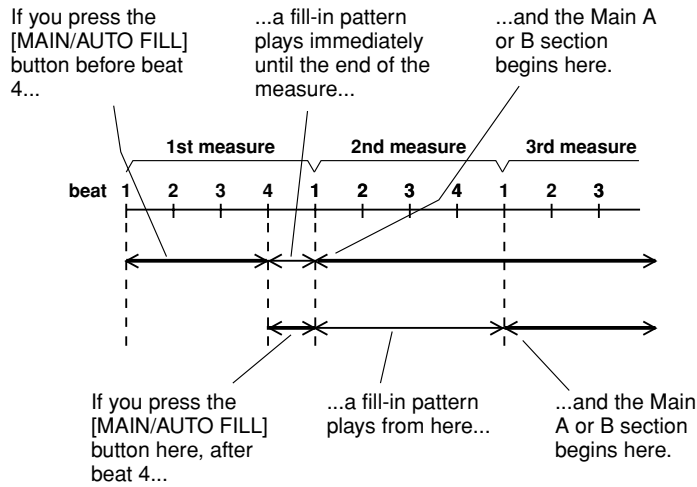 If you press the
[MAIN/AUTO FILL]
button before beat
4...
...a fill-in pattern
plays immediately
until the end of the
measure...
...and the Main A
or B section
begins here.
1st measure 2nd measure 3rd measure
beat 1 2 3 4 1 2 3 4 1 2 3
If you press the
[MAIN/AUTO FILL]
button here, after
beat 4...
...a fill-in pattern
plays from here...
...and the Main
A or B section
begins here.